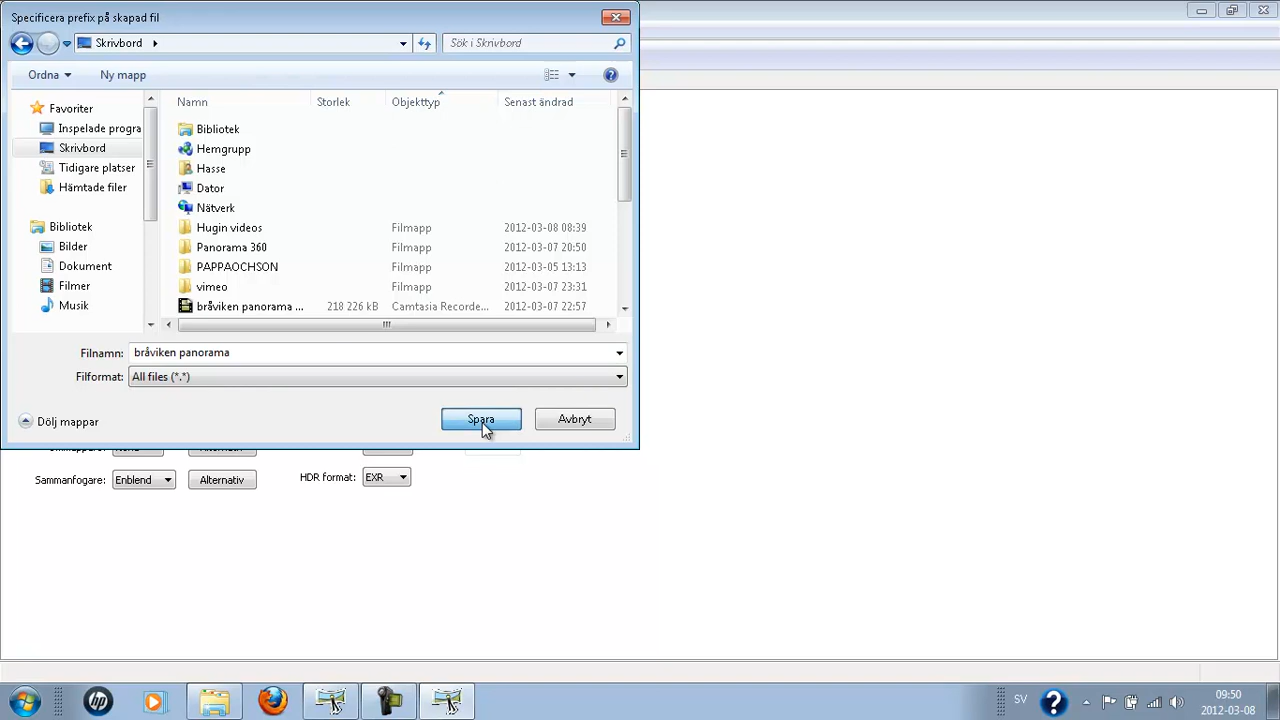 Specificera prefix på skapad fil
Skrivbord
Sök i Skrivbord
Ordna
Ny mapp
Favoriter
Inspelade progra
Skrivbord
Tidigare platser
Hämtade filer
Bibliotek
Bilder
Dokument
Filmer
Musik
Namn Storlek Objekttyp Senast ändrad
Bibliotek
Hemgrupp
Hasse
Dator
Nätverk
Hugin videos Filmapp 2012-03-08 08:39
Panorama 360 Filmapp 2012-03-07 20:50
PAPPAOCHSON Filmapp 2012-03-05 13:13
vimeo Filmapp 2012-03-07 23:31
bråviken panorama ... 218 226 kB Camtasia Recorde... 2012-03-07 22:57
Filnamn: bråviken panorama
Filformat: All files (*.*)
Dölj mappar
Spara
Avbryt
Sammanfogare: Enblend Alternativ HDR format: EXR
hp
SV
?
09:50
2012-03-08